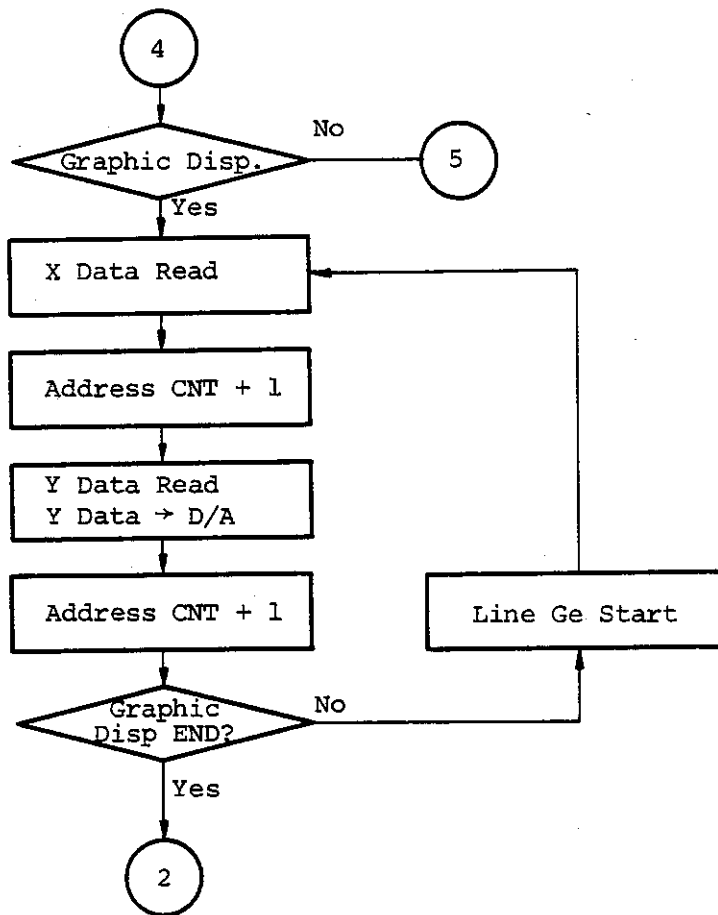 4
No
Graphic Disp.
5
Yes
X Data Read
Address CNT + 1
Y Data Read
Y Data → D/A
Address CNT + 1
Line Ge Start
Graphic
Disp END?
No
Yes
2